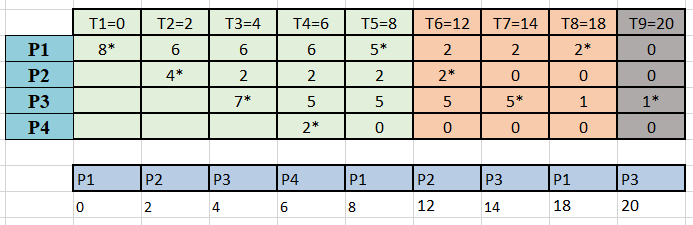 T1=0 T2=2 T3=4 T4=6 T5=8 T6=12 T7=14 T8=18 T9=20
P1 8* 6 6 6 5* 2 2 2* 0
P2 4* 2 2 2 2* 0 0 0
P3 7* 5 5 5 5* 1 1*
P4 2* 0 0 0 0 0
P1 P2 P3 P4 P1 P2 P3 P1 P3
0 2 4 6 8 12 14 18 20